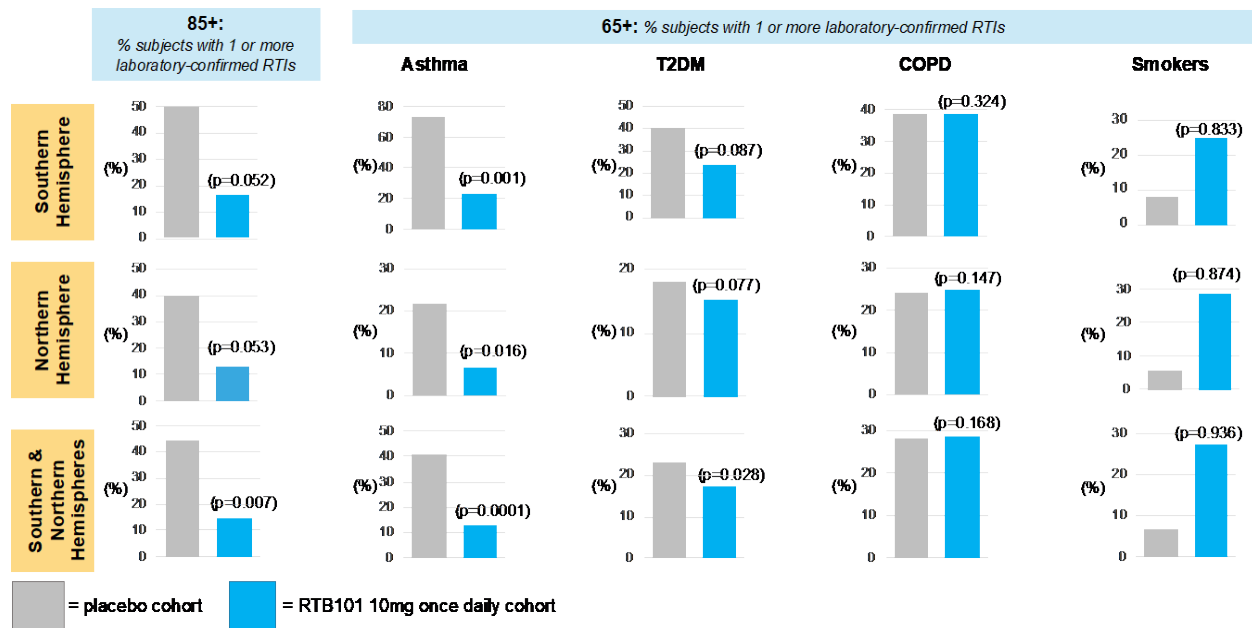 85+:
% subjects with 1 or more
laboratory-confirmed RTIs
65+: % subjects with 1 or more laboratory-confirmed RTIs
Asthma
T2DM
COPD
Smokers
Southern
Hemisphere
(%)
50
40
30
20
10
0
(p=0.052)
(%)
80
60
40
20
0
(p=0.001)
(%)
50
40
30
20
10
0
(p=0.087)
(%)
40
30
20
10
0
(p=0.324)
(%)
30
20
10
0
(p=0.833)
Northern
Hemisphere
(%)
50
40
30
20
10
0
(p=0.053)
(%)
30
20
10
0
(p=0.016)
(%)
20
10
0
(p=0.077)
(%)
30
20
10
0
(p=0.147)
(%)
30
20
10
0
(p=0.874)
Southern &
Northern
Hemispheres
(%)
50
40
30
20
10
0
(p=0.007)
(%)
50
40
30
20
10
0
(p=0.0001)
(%)
30
20
10
0
(p=0.028)
(%)
30
20
10
0
(p=0.168)
(%)
30
20
10
0
(p=0.936)
= placebo cohort
= RTB101 10mg once daily cohort